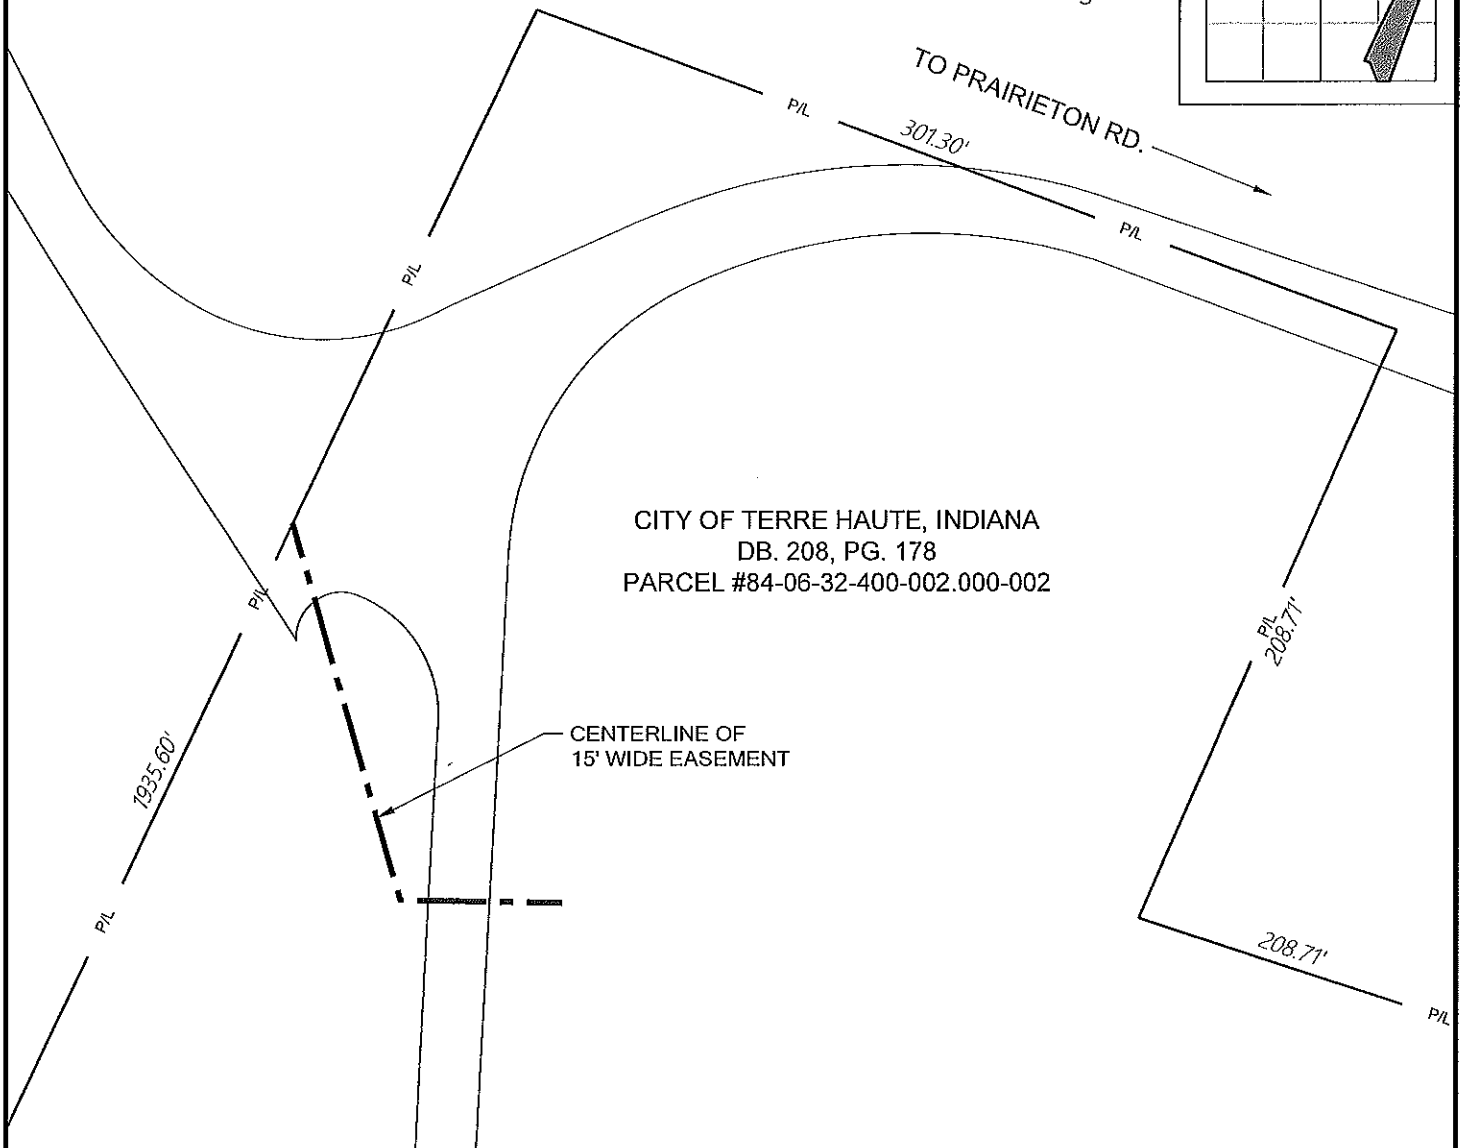 TO PRAIRIETON RD.
P/L
301.30'
P/L
P/L
CITY OF TERRE HAUTE, INDIANA
DB. 208, PG. 178
PARCEL #84-06-32-400-002.000-002
P/L
P/L
208.71'
CENTERLINE OF
15' WIDE EASEMENT
1935.60'
P/L
208.71'
P/L